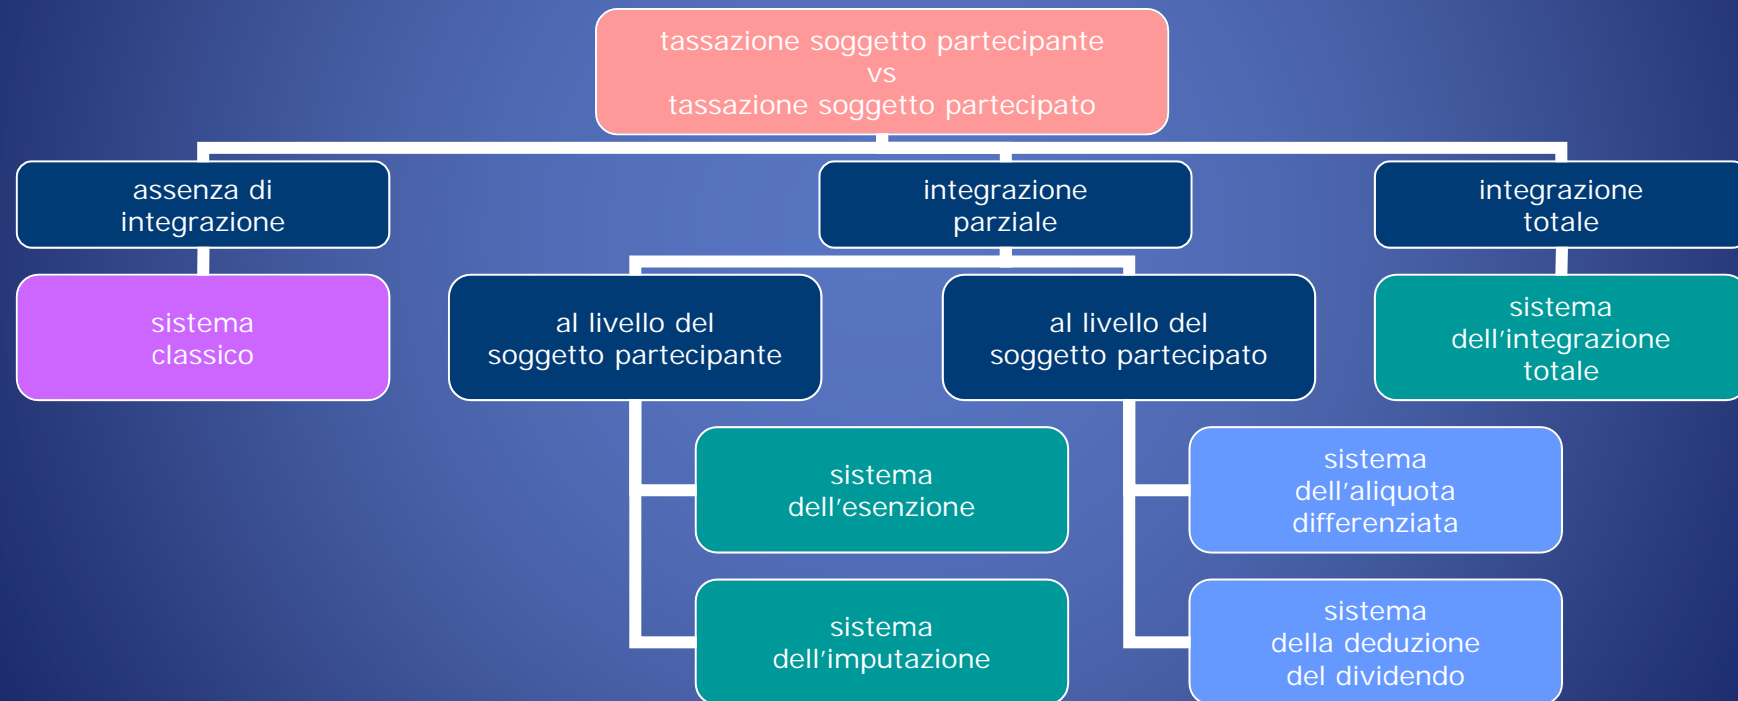 tassazione soggetto partecipante
vs
tassazione soggetto partecipato
assenza di
integrazione
integrazione
parziale
integrazione
totale
sistema
classico
al livello del
soggetto partecipante
al livello del
soggetto partecipato
sistema
dell'integrazione
totale
sistema
dell'esenzione
sistema
dell'aliquota
differenziata
sistema
dell'imputazione
sistema
della deduzione
del dividendo